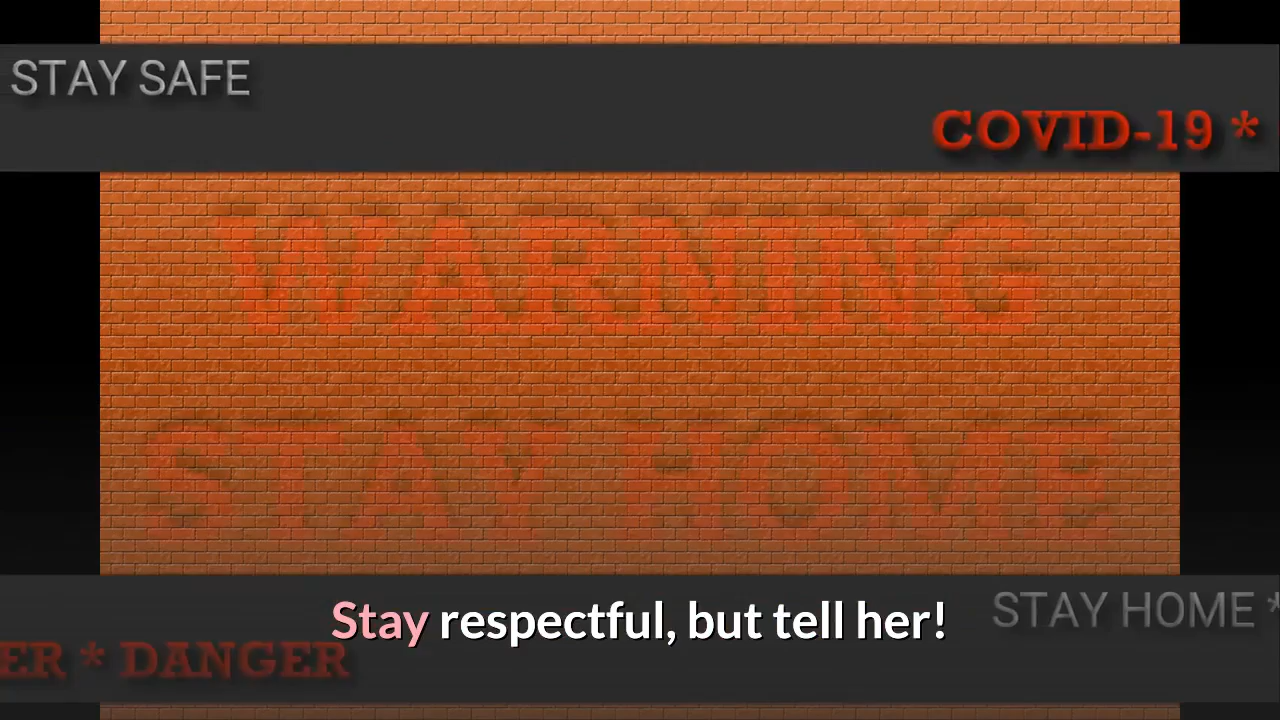 STAY SAFE
COVID-19 *
WARNING
STAY HOME
STAY HOME *
Stay respectful, but tell her!
ER * DANGER